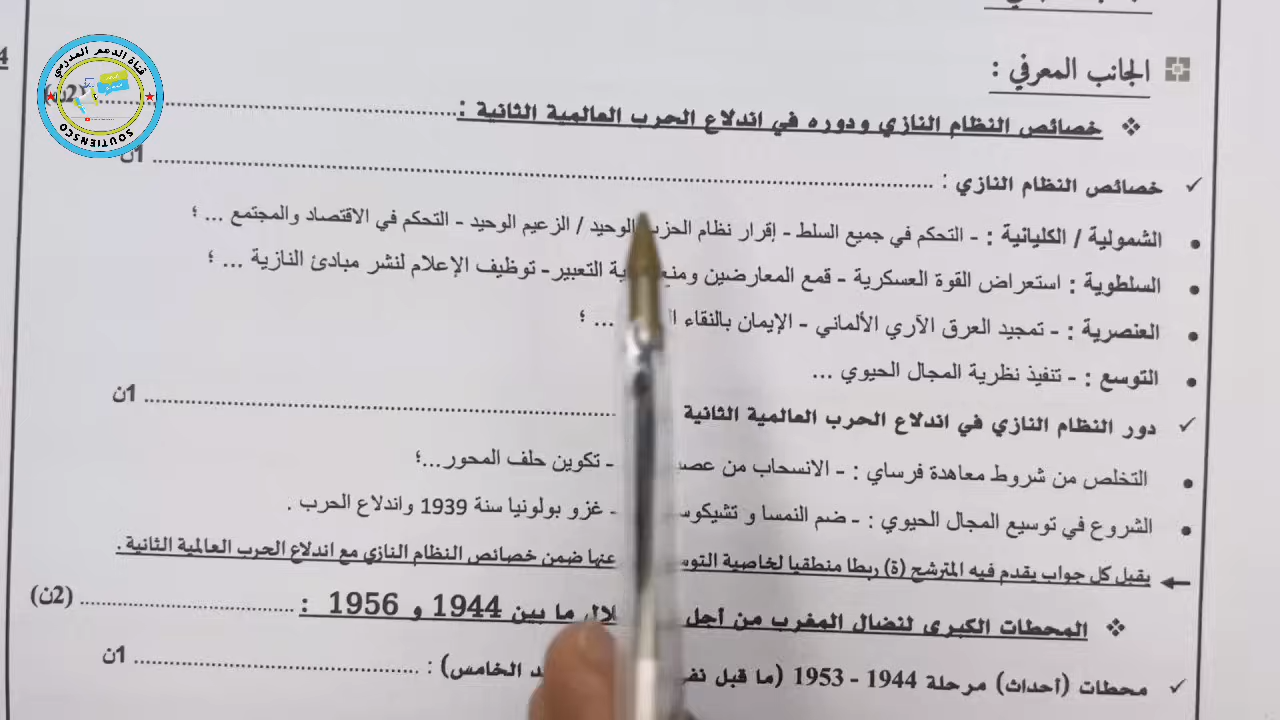 الجانب المعرفي :
❖ خصائص النظام النازي ودوره في اندلاع الحرب العالمية الثانية :
✓ خصائص النظام النازي : 1ن
• الشمولية / الكليانية : - التحكم في جميع السلط - إقرار نظام الحزب الوحيد / الزعيم الوحيد - التحكم في الاقتصاد والمجتمع ... ؛
• السلطوية : استعراض القوة العسكرية - قمع المعارضين ومنع التعبير- توظيف الإعلام لنشر مبادئ النازية ... ؛
• العنصرية : - تمجيد العرق الآري الألماني - الإيمان بالنقاء ... ؛
• التوسع : - تنفيذ نظرية المجال الحيوي ...
✓ دور النظام النازي في اندلاع الحرب العالمية الثانية 1ن
• التخلص من شروط معاهدة فرساي : - الانسحاب من - تكوين حلف المحور...؛
• الشروع في توسيع المجال الحيوي : - ضم النمسا و - غزو بولونيا سنة 1939 واندلاع الحرب .
يقبل كل جواب يقدم فيه المترشح (ة) ربطا منطقيا لخاصية عنها ضمن خصائص النظام النازي مع اندلاع الحرب العالمية الثانية .
❖ المحطات الكبرى لنضال المغرب من أجل ما بين 1944 و 1956 : (2ن)
✓ محطات (أحداث) مرحلة 1944 - 1953 (ما قبل الخامس) : 1ن
قناة الدعم المدرسي
SOUTIENSCO